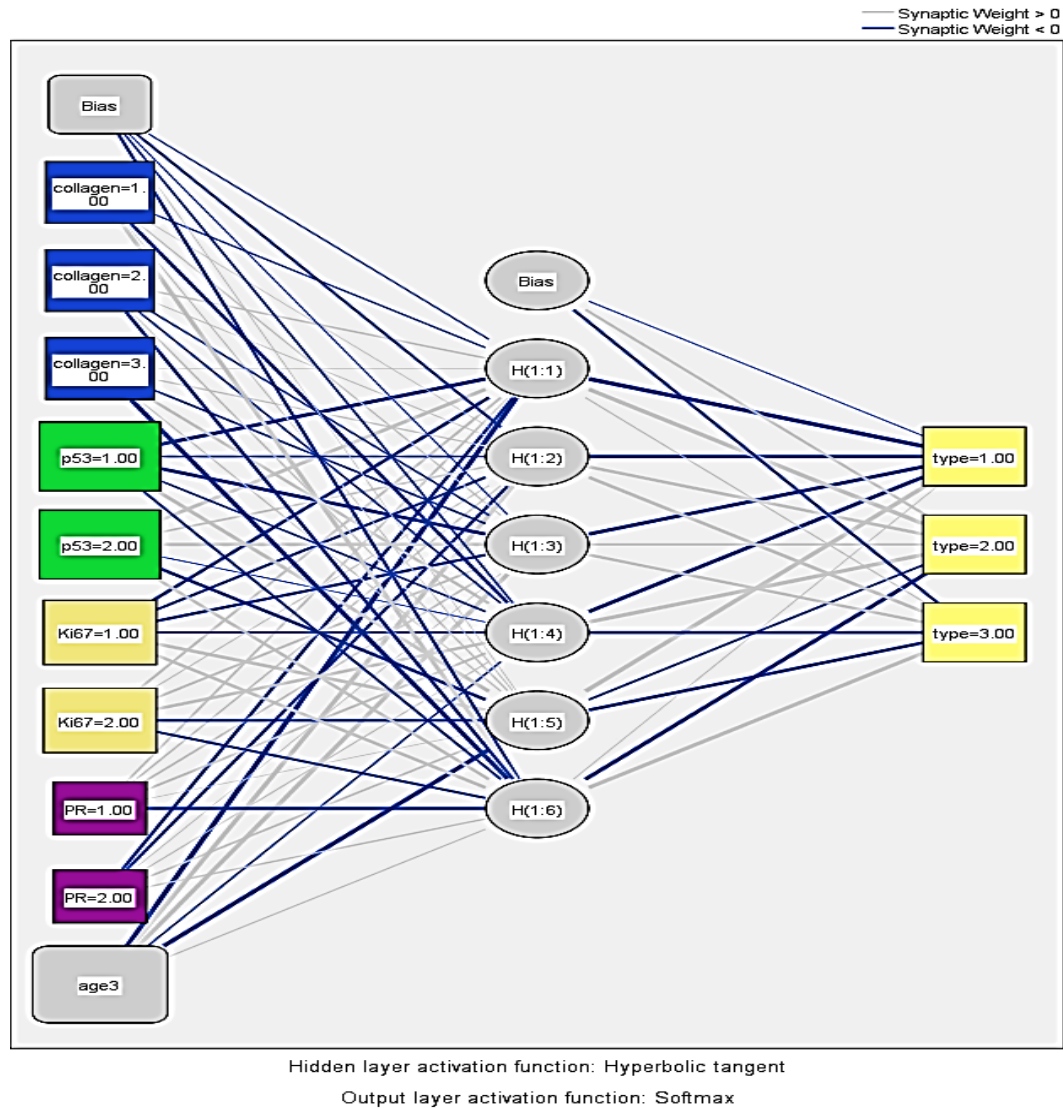 Synaptic Weight > 0
Synaptic Weight < 0
Bias
collagen=1.
00
collagen=2.
00
collagen=3.
00
p53=1.00
p53=2.00
Ki67=1.00
Ki67=2.00
PR=1.00
PR=2.00
age3
Bias
H(1:1)
H(1:2)
H(1:3)
H(1:4)
H(1:5)
H(1:6)
type=1.00
type=2.00
type=3.00
Hidden layer activation function: Hyperbolic tangent
Output layer activation function: Softmax